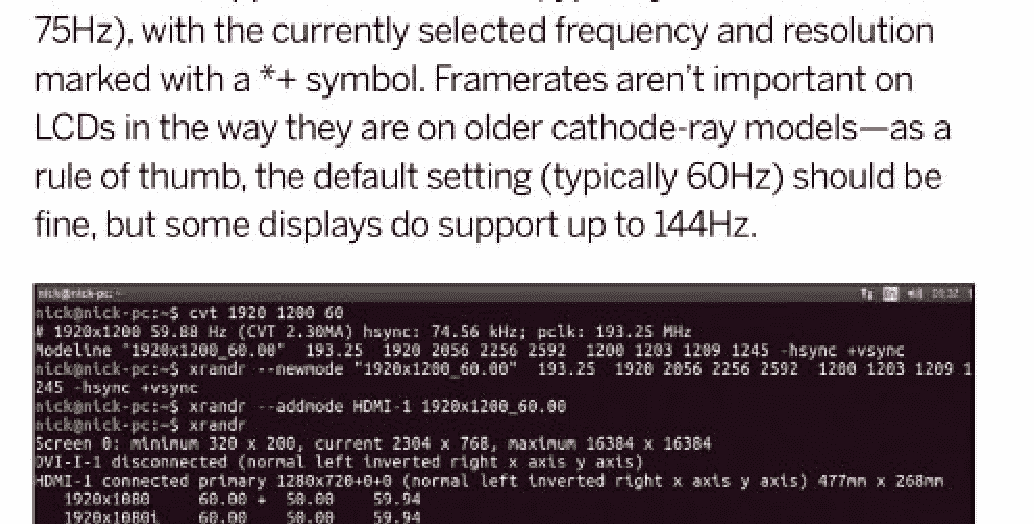 75Hz), with the currently selected frequency and resolution
marked with a *+ symbol. Framerates aren't important on
LCDs in the way they are on older cathode-ray models—as a
rule of thumb, the default setting (typically 60Hz) should be
fine, but some displays do support up to 144Hz.
nick@nick-pc: ~
nick@nick-pc:~$ cvt 1920 1200 60
# 1920x1200 59.88 Hz (CVT 2.30MA) hsync: 74.56 kHz; pclk: 193.25 MHz
Modeline "1920x1200_60.00" 193.25 1920 2056 2256 2592 1200 1203 1209 1245 -hsync +vsync
nick@nick-pc:~$ xrandr --newmode "1920x1200_60.00" 193.25 1920 2056 2256 2592 1200 1203 1209 1
245 -hsync +vsync
nick@nick-pc:~$ xrandr --addmode HDMI-1 1920x1200_60.00
nick@nick-pc:~$ xrandr
Screen 0: minimum 320 x 200, current 2304 x 768, maximum 16384 x 16384
DVI-I-1 disconnected (normal left inverted right x axis y axis)
HDMI-1 connected primary 1280x720+0+0 (normal left inverted right x axis y axis) 477mm x 268mm
1920x1080 60.00 + 50.00 59.94
1920x1080i 60.00 50.00 59.94